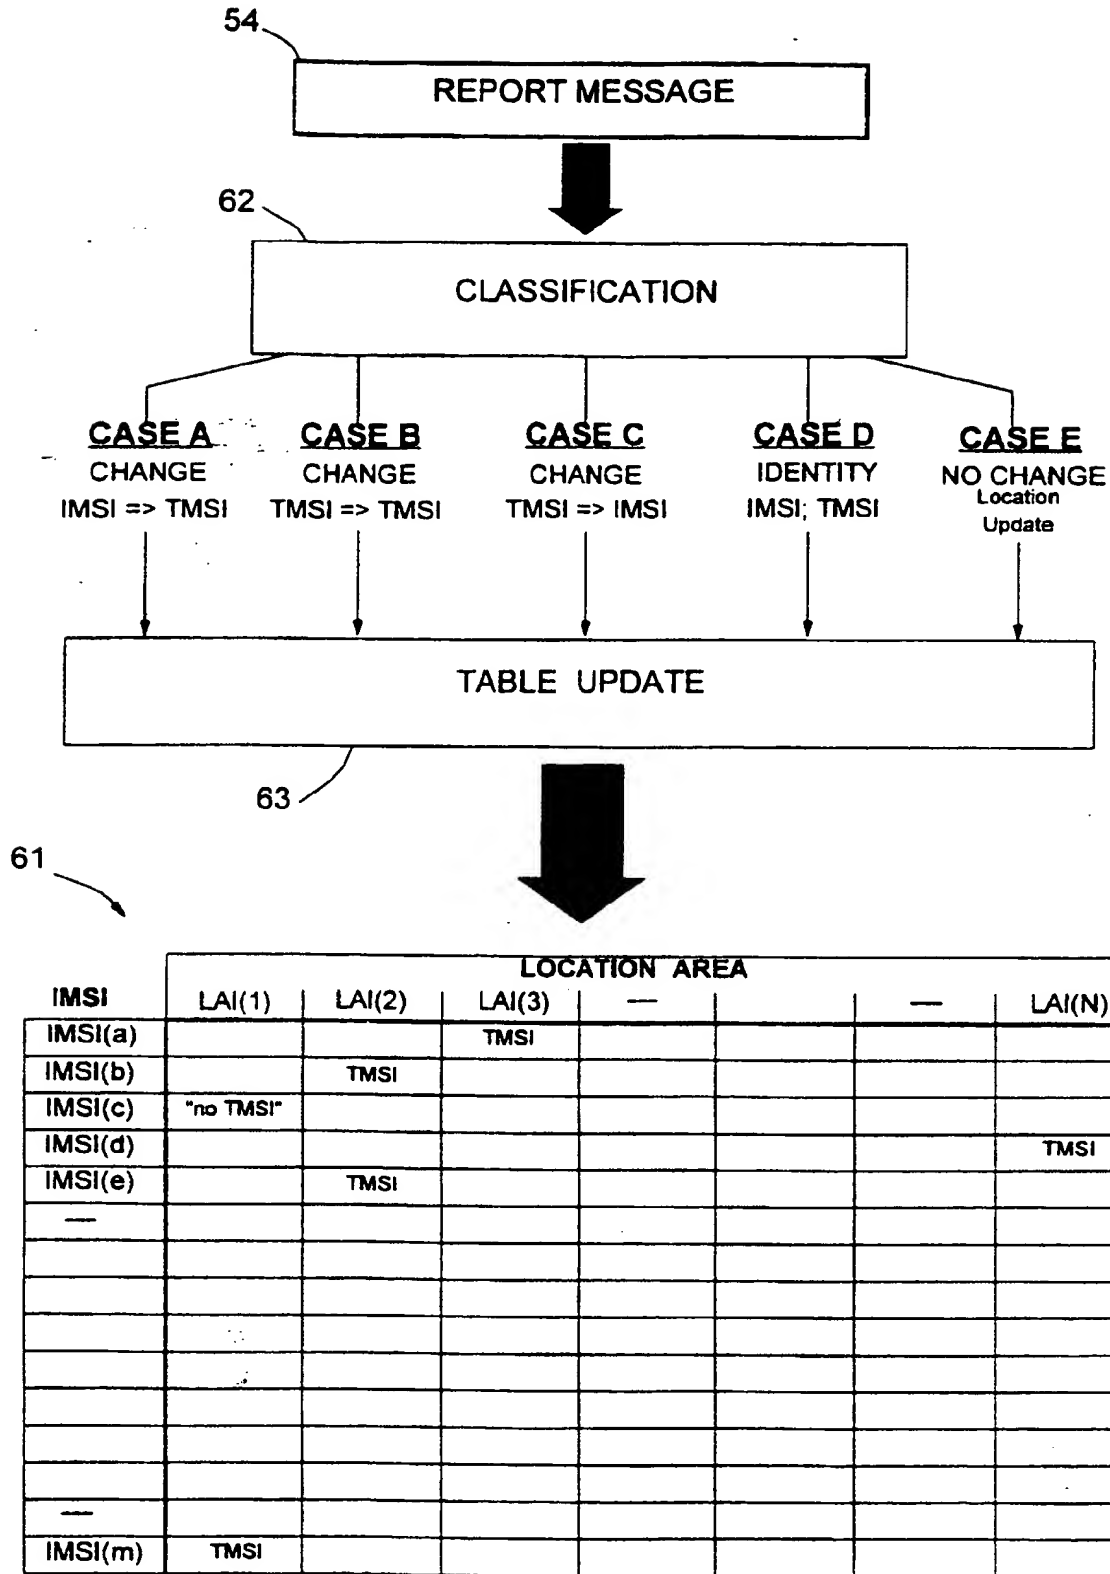 54
REPORT MESSAGE
62
CLASSIFICATION
CASE A CASE B CASE C CASE D CASE E
CHANGE CHANGE CHANGE IDENTITY NO CHANGE
IMSI => TMSI TMSI => TMSI TMSI => IMSI IMSI; TMSI Location
Update
TABLE UPDATE
63
61
LOCATION AREA
IMSI LAI(1) LAI(2) LAI(3) — — LAI(N)
IMSI(a) TMSI
IMSI(b) TMSI
IMSI(c) "no TMSI"
IMSI(d) TMSI
IMSI(e) TMSI
—
—
IMSI(m) TMSI